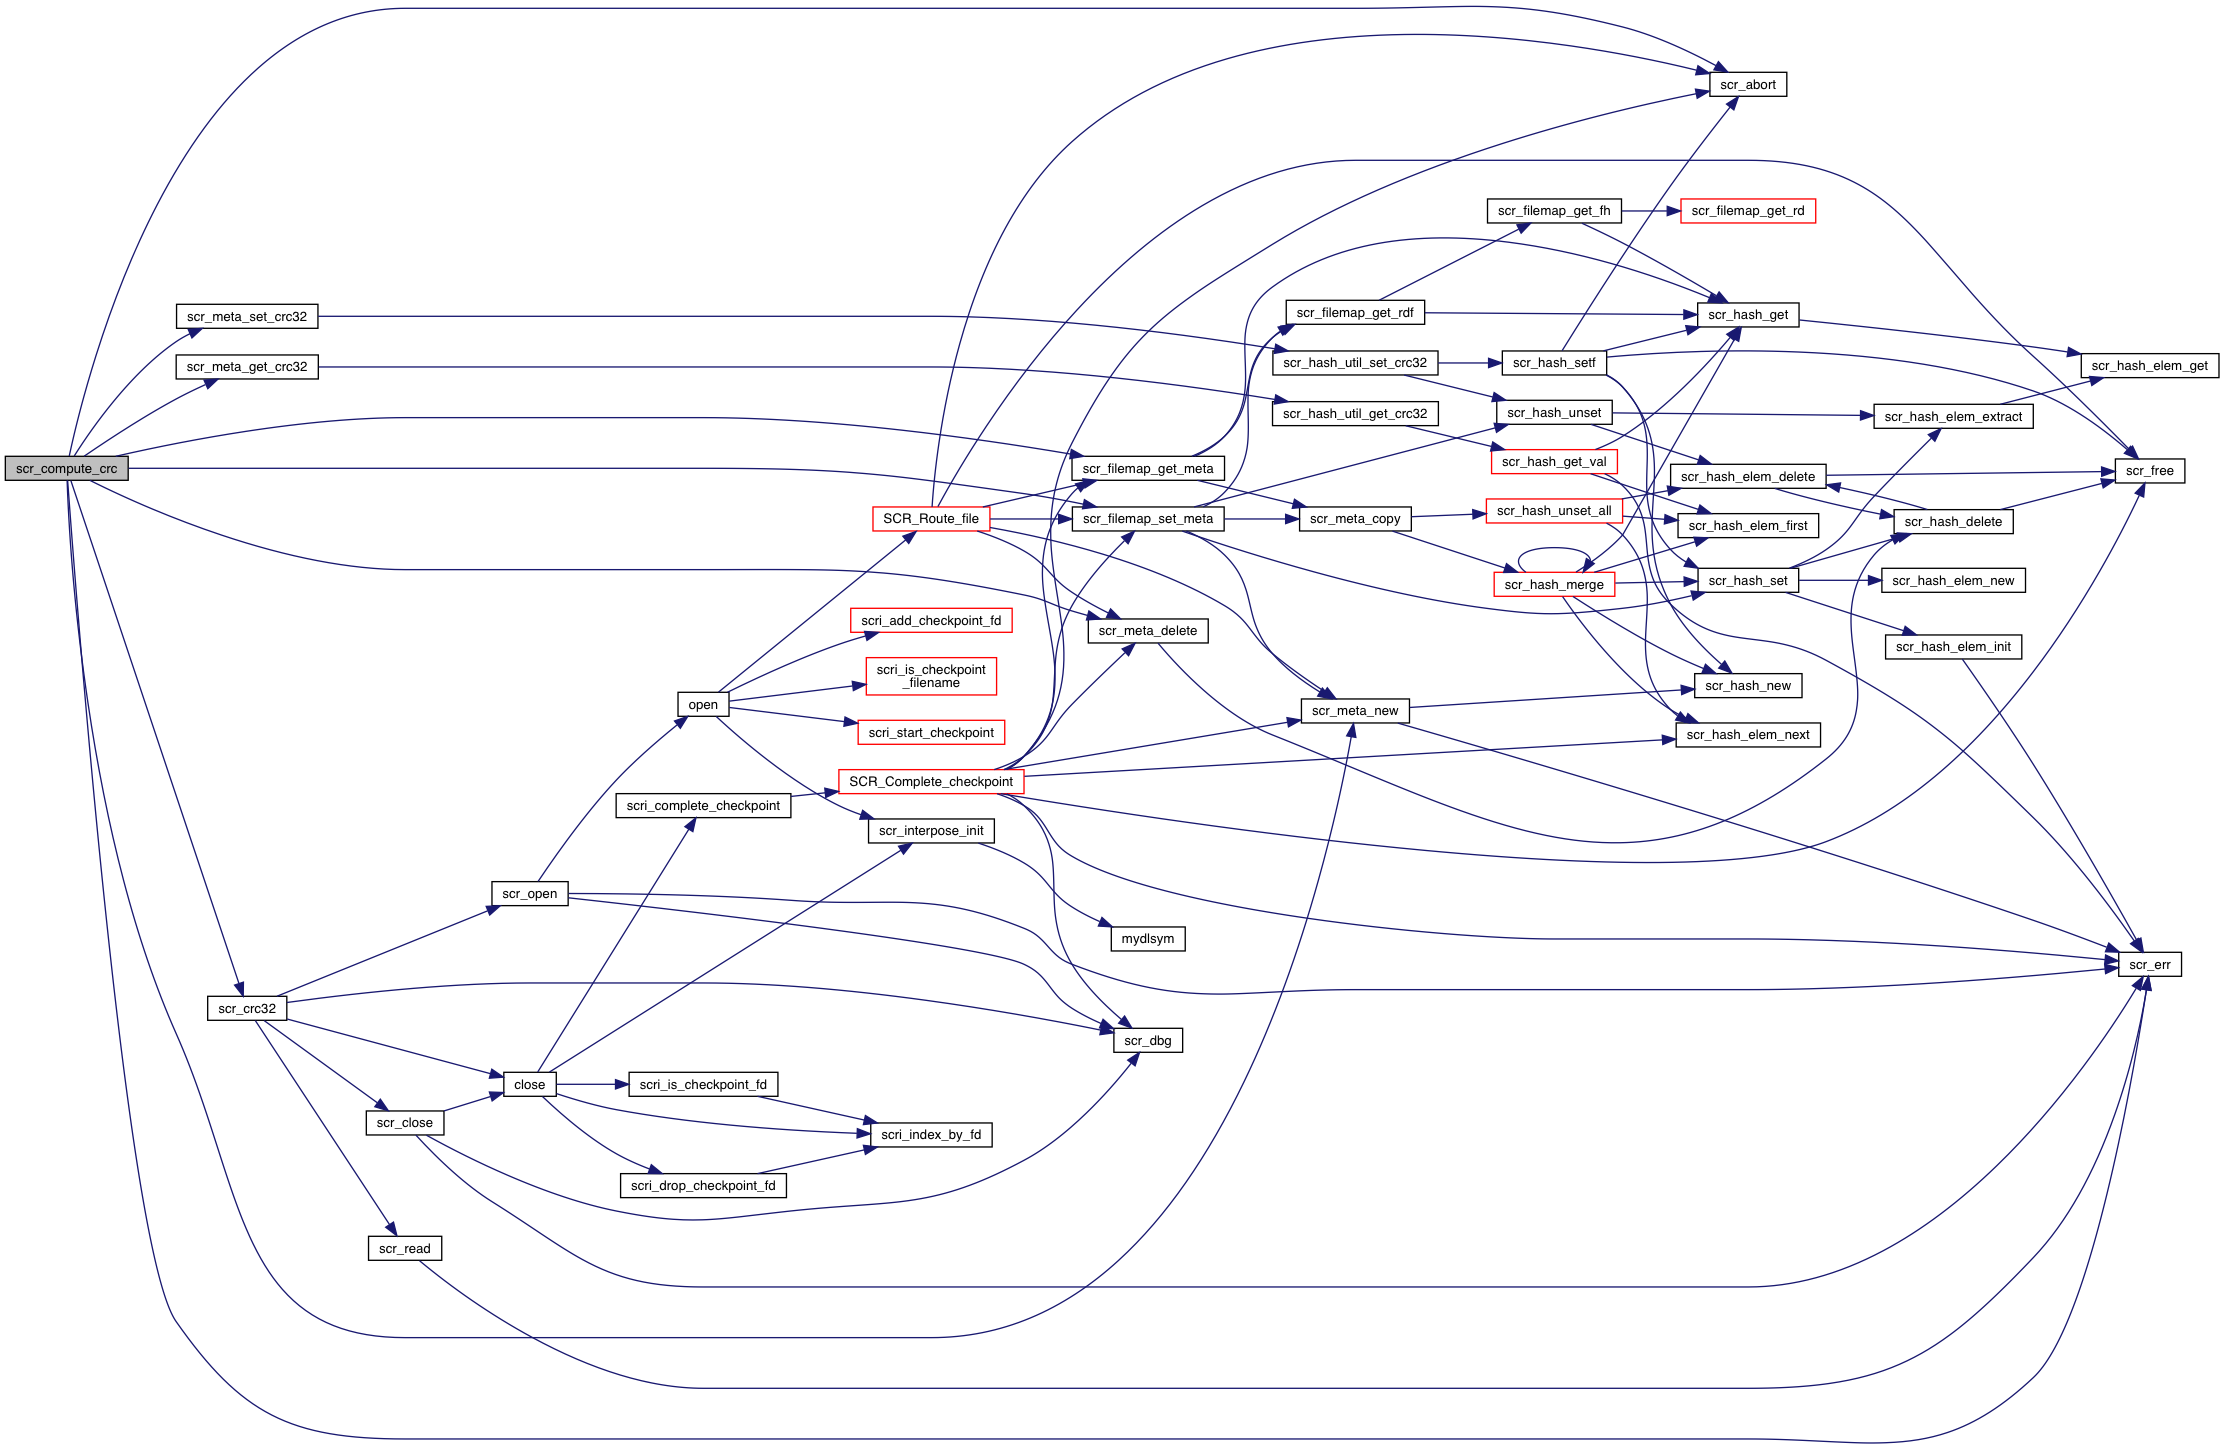 scr_abort
scr_filemap_get_fh
scr_filemap_get_rd
scr_meta_set_crc32
scr_filemap_get_rdf
scr_hash_get
scr_meta_get_crc32
scr_hash_util_set_crc32
scr_hash_setf
scr_hash_elem_get
scr_hash_util_get_crc32
scr_hash_unset
scr_hash_elem_extract
scr_compute_crc
scr_filemap_get_meta
scr_hash_get_val
scr_hash_elem_delete
scr_free
SCR_Route_file
scr_filemap_set_meta
scr_meta_copy
scr_hash_unset_all
scr_hash_elem_first
scr_hash_delete
scr_hash_merge
scr_hash_set
scr_hash_elem_new
scri_add_checkpoint_fd
scr_meta_delete
scr_hash_elem_init
scri_is_checkpoint
_filename
scr_hash_new
open
scr_meta_new
scri_start_checkpoint
scr_hash_elem_next
SCR_Complete_checkpoint
scri_complete_checkpoint
scr_interpose_init
scr_open
mydlsym
scr_err
scr_crc32
scr_dbg
close
scri_is_checkpoint_fd
scr_close
scri_index_by_fd
scri_drop_checkpoint_fd
scr_read